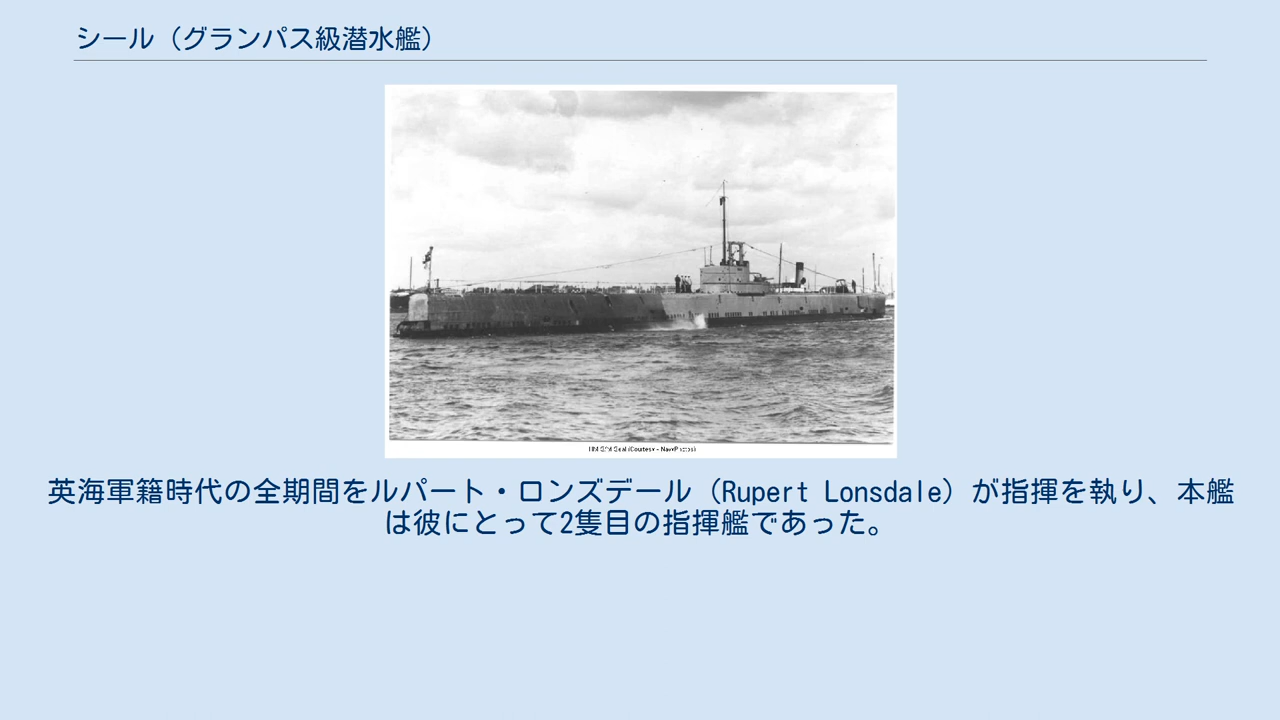 シール（グランパス級潜水艦）
英海軍籍時代の全期間をルパート・ロンズデール（Rupert Lonsdale）が指揮を執り、本艦
は彼にとって2隻目の指揮艦であった。